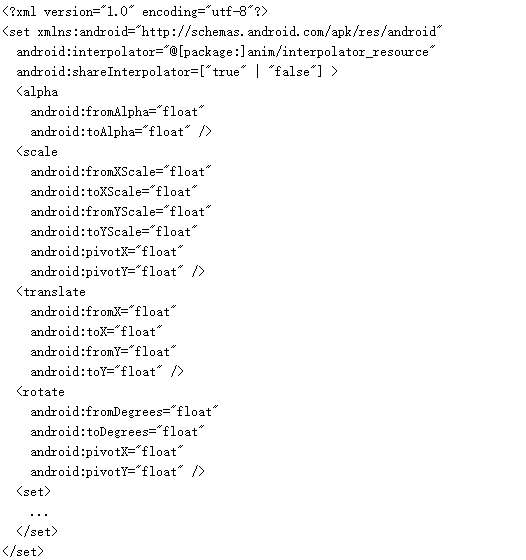 <?xml version="1.0" encoding="utf-8"?>
<set xmlns:android="http://schemas.android.com/apk/res/android"
  android:interpolator="@[package:]anim/interpolator_resource"
  android:shareInterpolator=["true" | "false"] >
  <alpha
    android:fromAlpha="float"
    android:toAlpha="float" />
  <scale
    android:fromXScale="float"
    android:toXScale="float"
    android:fromYScale="float"
    android:toYScale="float"
    android:pivotX="float"
    android:pivotY="float" />
  <translate
    android:fromX="float"
    android:toX="float"
    android:fromY="float"
    android:toY="float" />
  <rotate
    android:fromDegrees="float"
    android:toDegrees="float"
    android:pivotX="float"
    android:pivotY="float" />
  <set>
    ...
  </set>
</set>